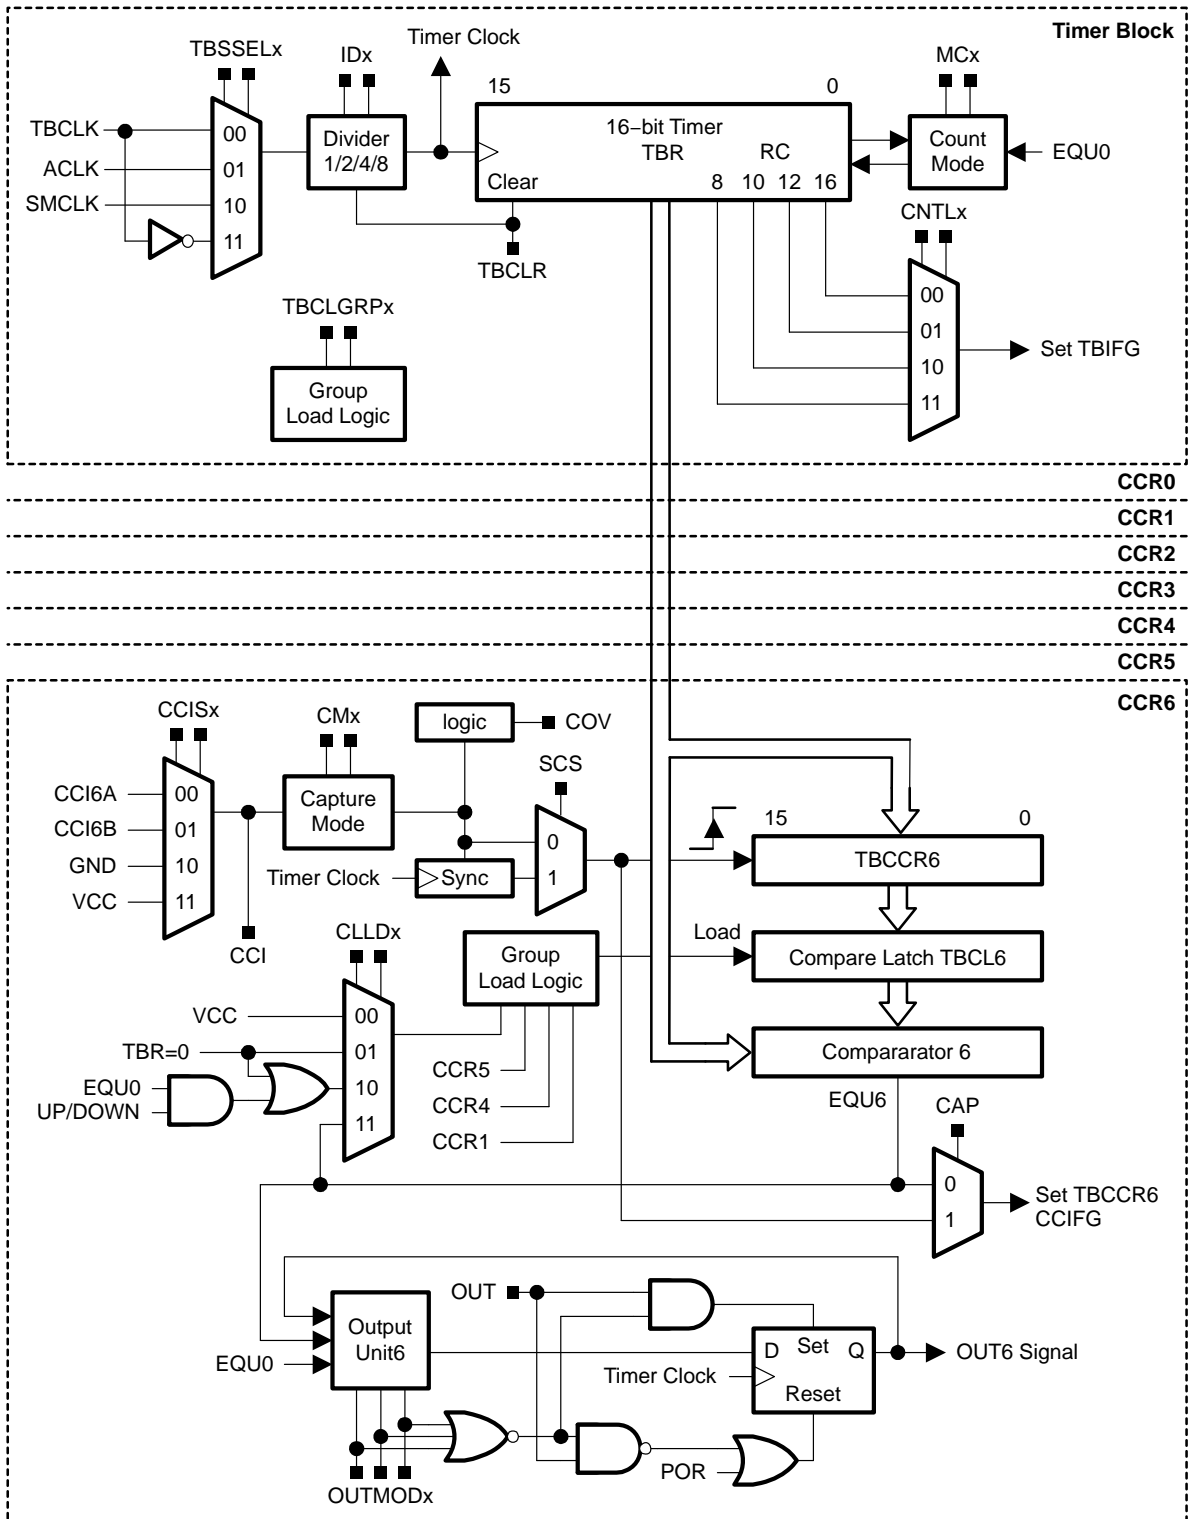 Timer Block
TBSSELx
IDx
Timer Clock
MCx
15
0
TBCLK
ACLK
SMCLK
00
01
10
11
Divider
1/2/4/8
16−bit Timer
TBR
RC
Clear
8
10
12
16
Count
Mode
EQU0
TBCLR
CNTLx
00
01
10
11
Set TBIFG
TBCLGRPx
Group
Load Logic
CCR0
CCR1
CCR2
CCR3
CCR4
CCR5
CCR6
CCISx
CMx
logic
COV
SCS
CCI6A
CCI6B
GND
VCC
00
01
10
11
Capture
Mode
0
1
15
0
TBCCR6
Timer Clock
Sync
CCI
CLLDx
Load
Group
Load Logic
Compare Latch TBCL6
VCC
TBR=0
EQU0
UP/DOWN
00
01
10
11
CCR5
CCR4
CCR1
Compararator 6
EQU6
CAP
0
1
Set TBCCR6
CCIFG
OUT
Output
Unit6
EQU0
D
Set
Q
OUT6 Signal
Timer Clock
Reset
POR
OUTMODx